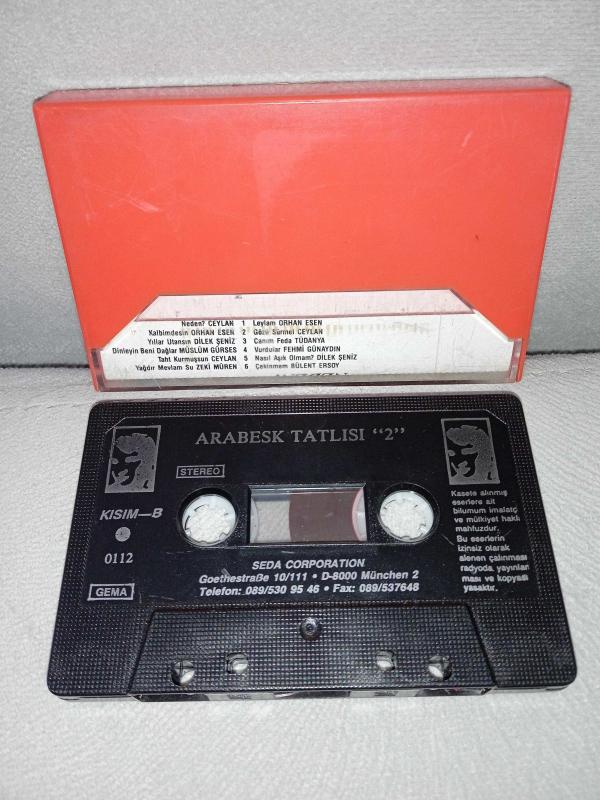 Neden? CEYLAN 1 Leylam ORHAN ESEN
Kalbimdesin ORHAN ESEN 2 Göze Sürmeli CEYLAN
Yıllar Utansın DİLEK ŞENİZ 3 Canım Feda TÜDANYA
Dinleyin Beni Dağlar MÜSLÜM GÜRSES 4 Vurdular FEHMİ GÜNAYDIN
Taht Kurmuşsun CEYLAN 5 Nasıl Aşık Olmam? DİLEK ŞENİZ
Yağdır Mevlam Su ZEKİ MÜREN 6 Çekinmem BÜLENT ERSOY
ARABESK TATLISI “2”
STEREO
KISIM—B
0112
GEMA
SEDA CORPORATION
Goethestraße 10/111 • D-8000 München 2
Telefon: 089/530 95 46 • Fax: 089/537648
Kasete alınmış
eserlere ait
bilumum imalatçı
ve mülkiyet hakkı
mahfuzdur.
Bu eserlerin
izinsiz olarak
alenen çalınması
radyoda, yayınlan
ması ve kopyası
yasaktır.